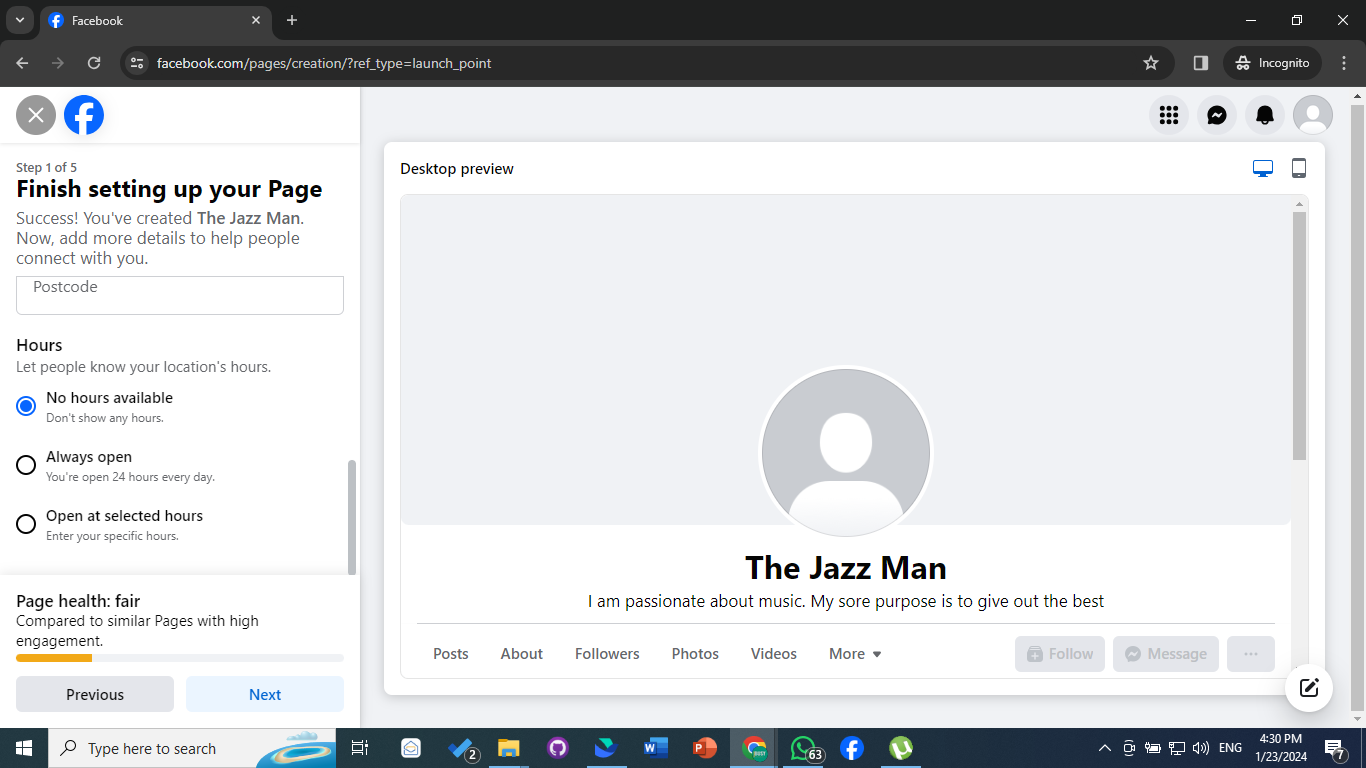 Facebook
facebook.com/pages/creation/?ref_type=launch_point
Incognito
Step 1 of 5
Finish setting up your Page
Success! You've created The Jazz Man.
Now, add more details to help people
connect with you.
Postcode
Hours
Let people know your location's hours.
No hours available
Don't show any hours.
Always open
You're open 24 hours every day.
Open at selected hours
Enter your specific hours.
Page health: fair
Compared to similar Pages with high
engagement.
Previous Next
Desktop preview
The Jazz Man
I am passionate about music. My sore purpose is to give out the best
Posts About Followers Photos Videos More Follow Message
Type here to search
2
63
ENG
4:30 PM
1/23/2024
7